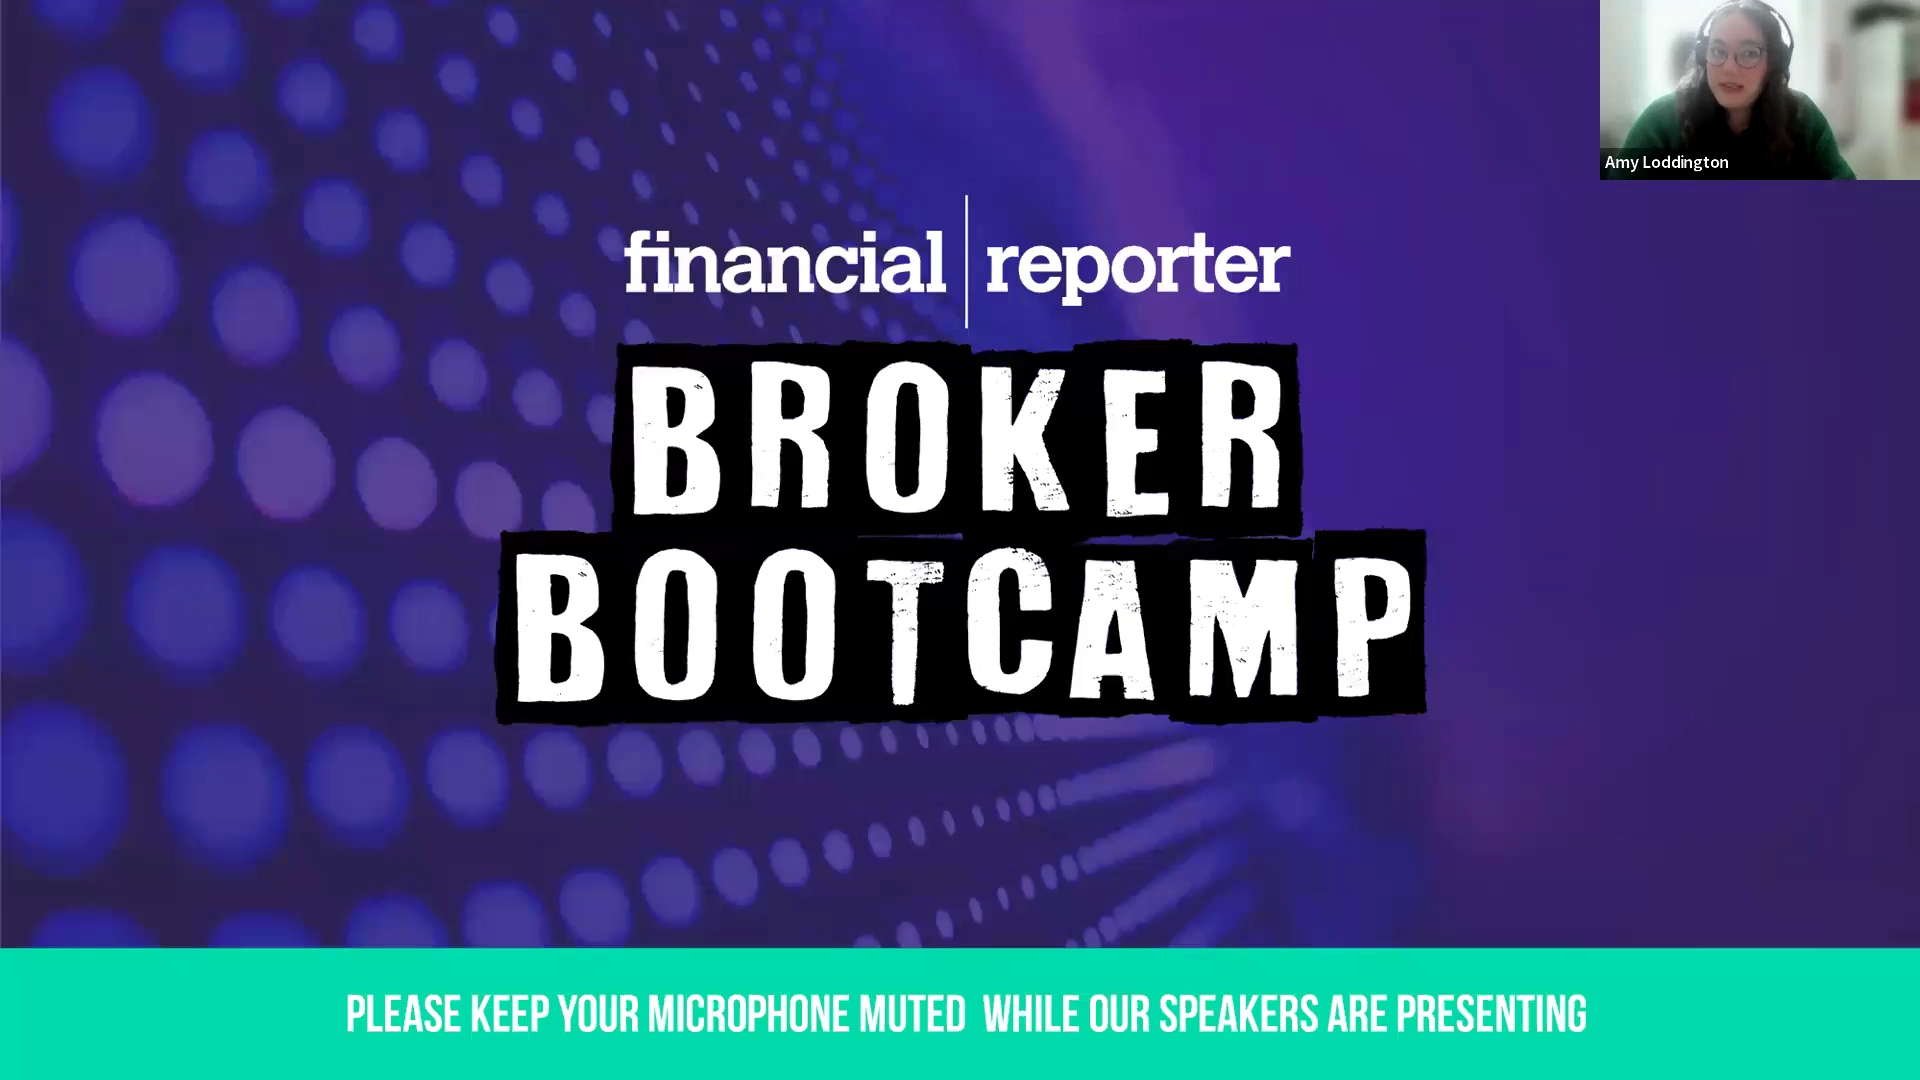 Amy Loddington
financial | reporter
BROKER
BOOTCAMP
PLEASE KEEP YOUR MICROPHONE MUTED WHILE OUR SPEAKERS ARE PRESENTING